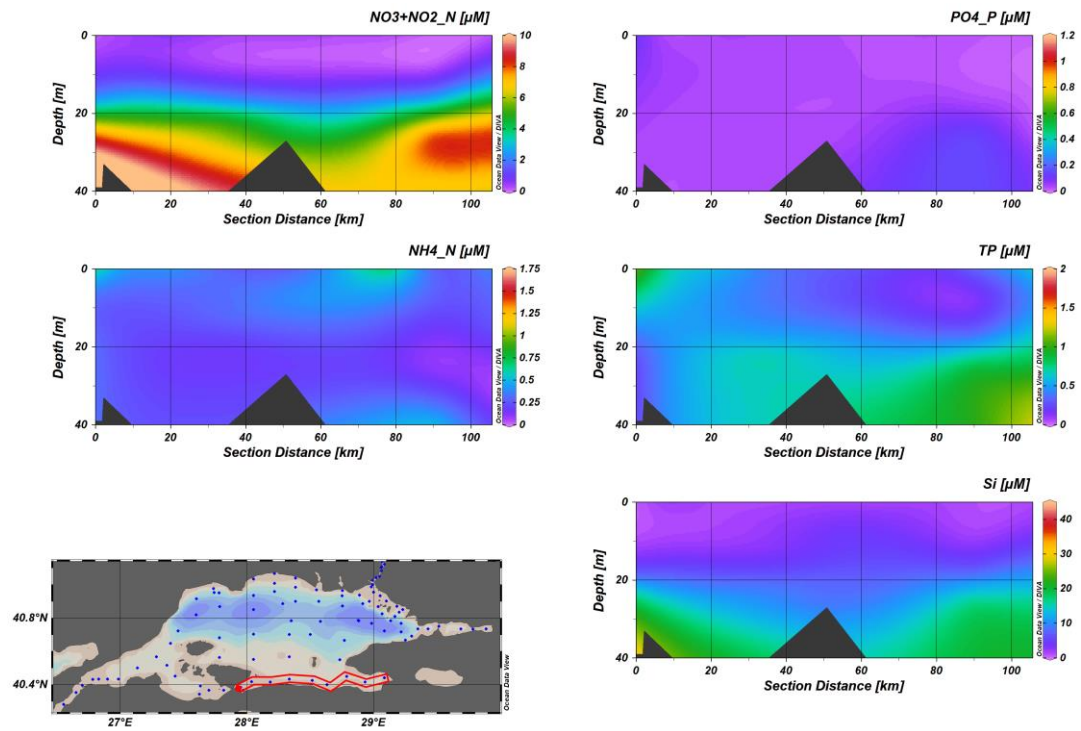 NO3+NO2_N [µM]
0
20
40
Depth [m]
0 20 40 60 80 100
Section Distance [km]
10
8
6
4
2
0
Ocean Data View / DIVA
PO4_P [µM]
0
20
40
Depth [m]
0 20 40 60 80 100
Section Distance [km]
1.2
1
0.8
0.6
0.4
0.2
0
Ocean Data View / DIVA
NH4_N [µM]
0
20
40
Depth [m]
0 20 40 60 80 100
Section Distance [km]
1.75
1.5
1.25
1
0.75
0.5
0.25
0
Ocean Data View / DIVA
TP [µM]
0
20
40
Depth [m]
0 20 40 60 80 100
Section Distance [km]
2
1.5
1
0.5
0
Ocean Data View / DIVA
40.8°N
40.4°N
27°E 28°E 29°E
Ocean Data View
Si [µM]
0
20
40
Depth [m]
0 20 40 60 80 100
Section Distance [km]
40
30
20
10
0
Ocean Data View / DIVA